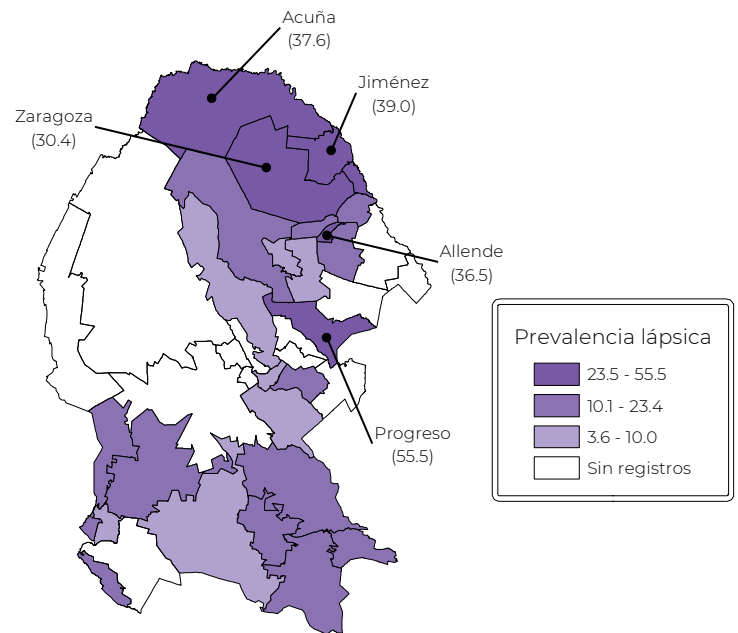 Acuña
(37.6)
Jiménez
(39.0)
Zaragoza
(30.4)
Allende
(36.5)
Prevalencia lápsica
23.5 - 55.5
10.1 - 23.4
3.6 - 10.0
Sin registros
Progreso
(55.5)